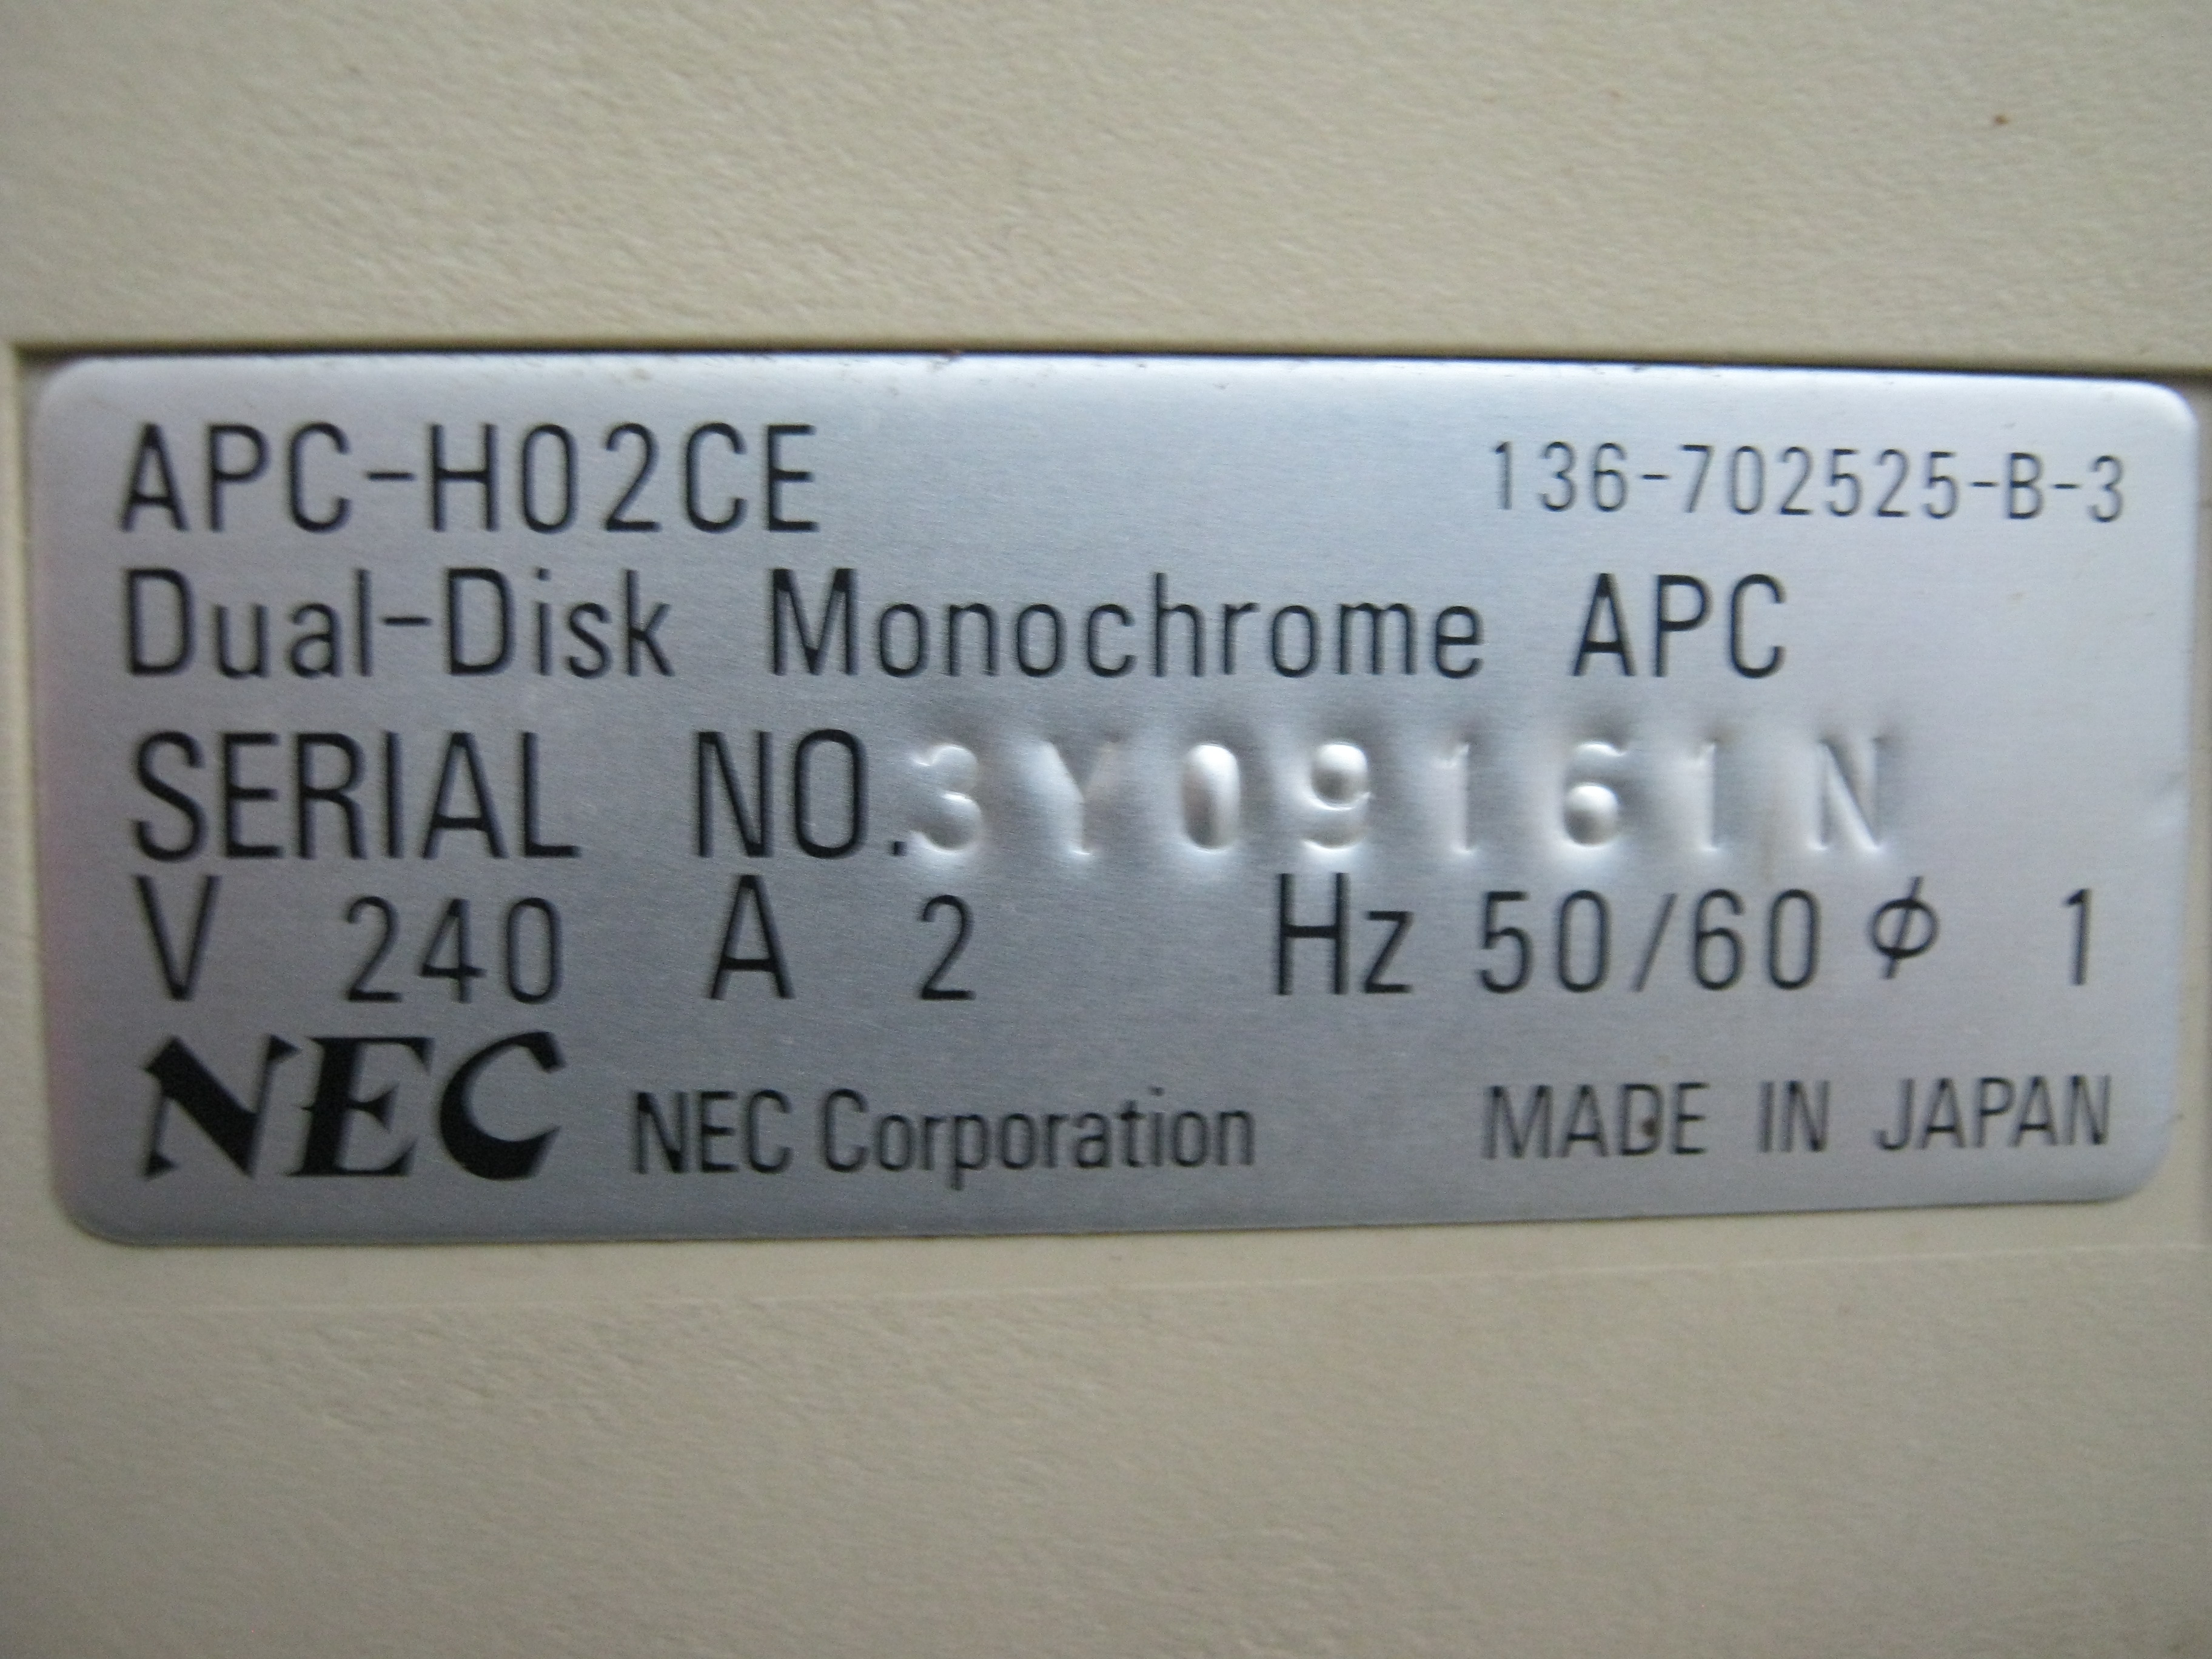 APC-H02CE 136-702525-B-3
Dual-Disk Monochrome APC
SERIAL NO. 3Y09161N
V 240 A 2 Hz 50/60 ϕ 1
NEC NEC Corporation MADE IN JAPAN